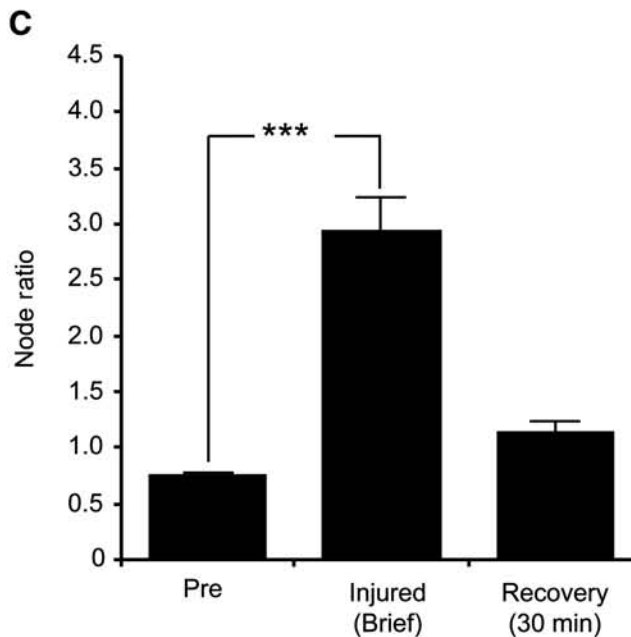 C
4.5
4.0
3.5
3.0
2.5
2.0
1.5
1.0
0.5
0
Node ratio
***
Pre
Injured
(Brief)
Recovery
(30 min)